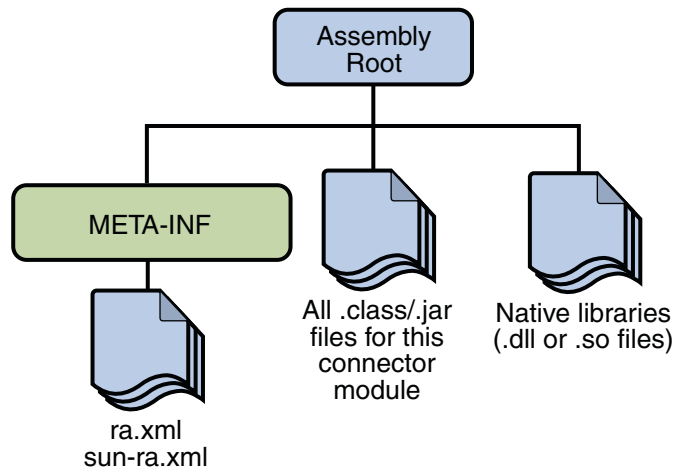 Assembly
Root
META-INF
All .class/.jar
files for this
connector
module
Native libraries
(.dll or .so files)
ra.xml
sun-ra.xml